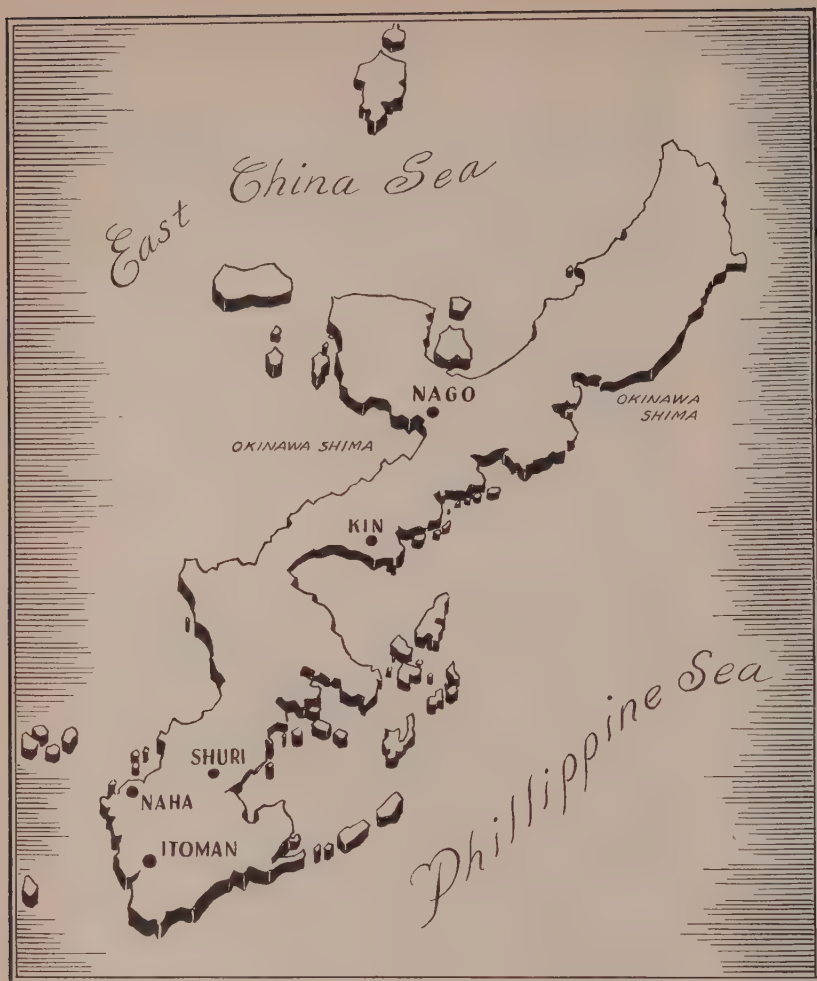 East China Sea
NAGO
OKINAWA
SHIMA
OKINAWA SHIMA
KIN
Phillippine Sea
SHURI
NAHA
ITOMAN